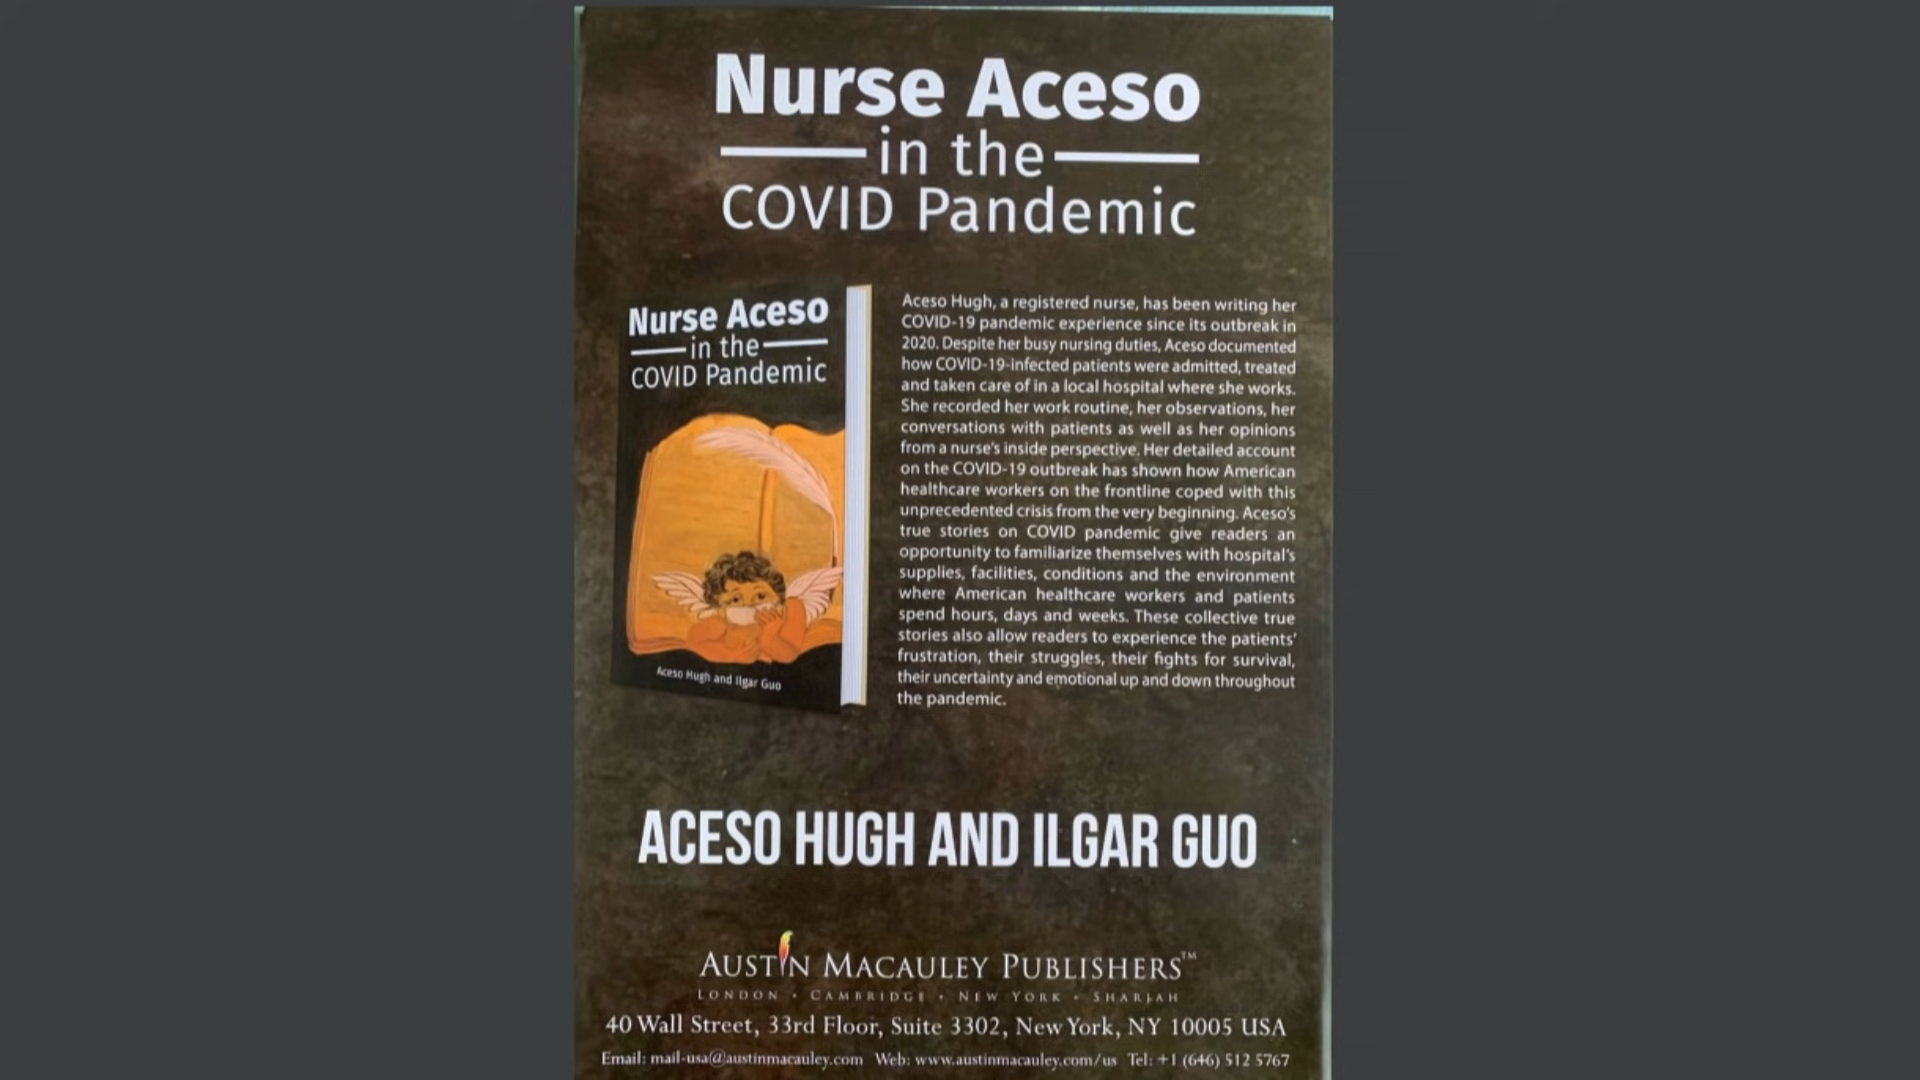 Nurse Aceso
in the
COVID Pandemic
Nurse Aceso
in the
COVID Pandemic
Aceso Hugh and Ilgar Guo
Aceso Hugh, a registered nurse, has been writing her
COVID-19 pandemic experience since its outbreak in
2020. Despite her busy nursing duties, Aceso documented
how COVID-19-infected patients were admitted, treated
and taken care of in a local hospital where she works.
She recorded her work routine, her observations, her
conversations with patients as well as her opinions
from a nurse's inside perspective. Her detailed account
on the COVID-19 outbreak has shown how American
healthcare workers on the frontline coped with this
unprecedented crisis from the very beginning. Aceso's
true stories on COVID pandemic give readers an
opportunity to familiarize themselves with hospital's
supplies, facilities, conditions and the environment
where American healthcare workers and patients
spend hours, days and weeks. These collective true
stories also allow readers to experience the patients'
frustration, their struggles, their fights for survival,
their uncertainty and emotional up and down throughout
the pandemic.
ACESO HUGH AND ILGAR GUO
AUSTIN MACAULEY PUBLISHERS™
LONDON • CAMBRIDGE • NEW YORK • SHARJAH
40 Wall Street, 33rd Floor, Suite 3302, New York, NY 10005 USA
Email: mail-usa@austinmacauley.com Web: www.austinmacauley.com/us Tel: +1 (646) 512 5767